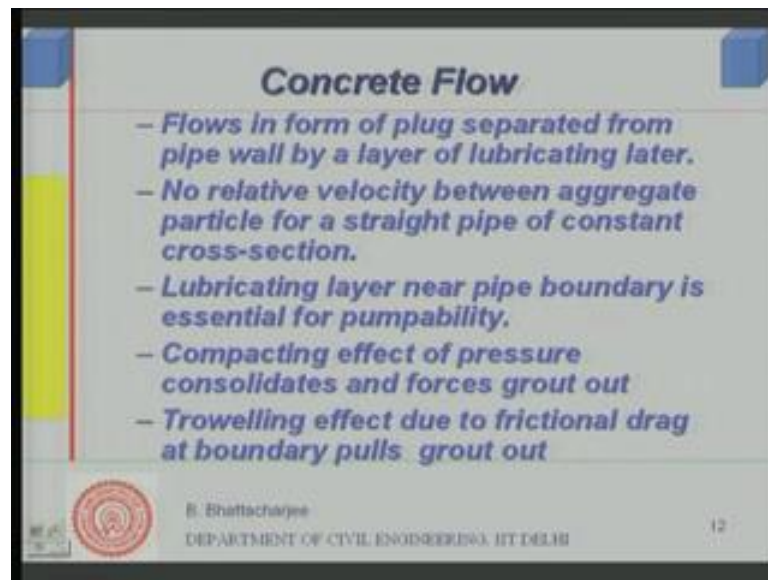 Concrete Flow
– Flows in form of plug separated from
pipe wall by a layer of lubricating later.
– No relative velocity between aggregate
particle for a straight pipe of constant
cross-section.
– Lubricating layer near pipe boundary is
essential for pumpability.
– Compacting effect of pressure
consolidates and forces grout out
– Trowelling effect due to frictional drag
at boundary pulls grout out
B. Bhattacharjee
DEPARTMENT OF CIVIL ENGINEERING, IIT DELHI
12